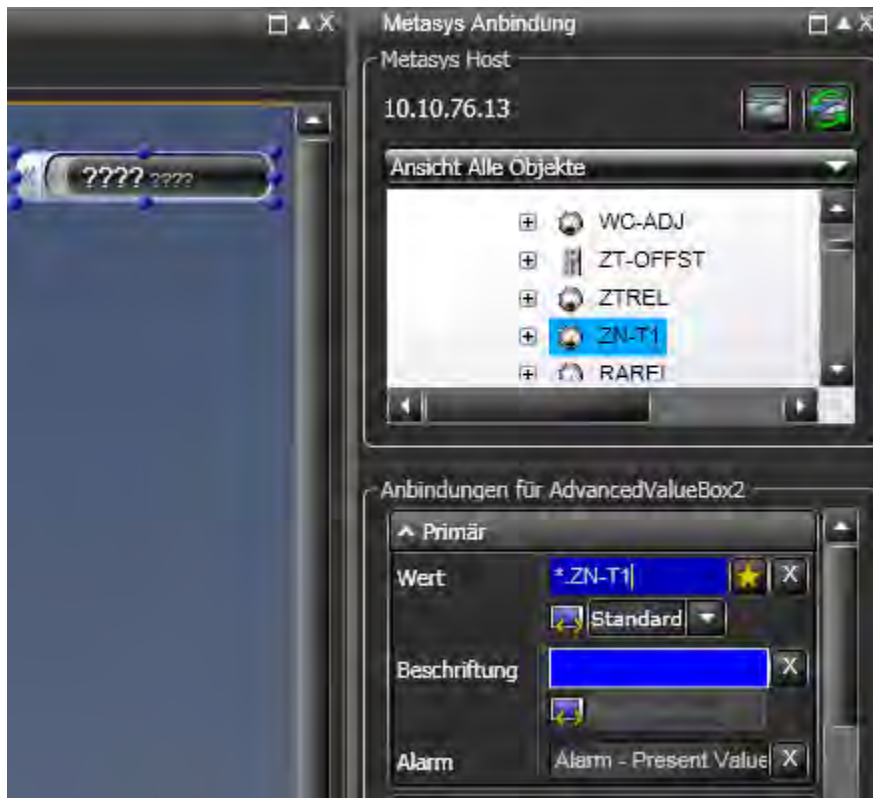 Metasys Anbindung
Metasys Host
10.10.76.13
???? ????
Ansicht Alle Objekte
WC-ADJ
ZT-OFFST
ZTREL
ZN-T1
RAREL
Anbindungen für AdvancedValueBox2
Primär
Wert
*.ZN-T1
X
Standard
Beschriftung
X
Alarm
Alarm - Present Value
X